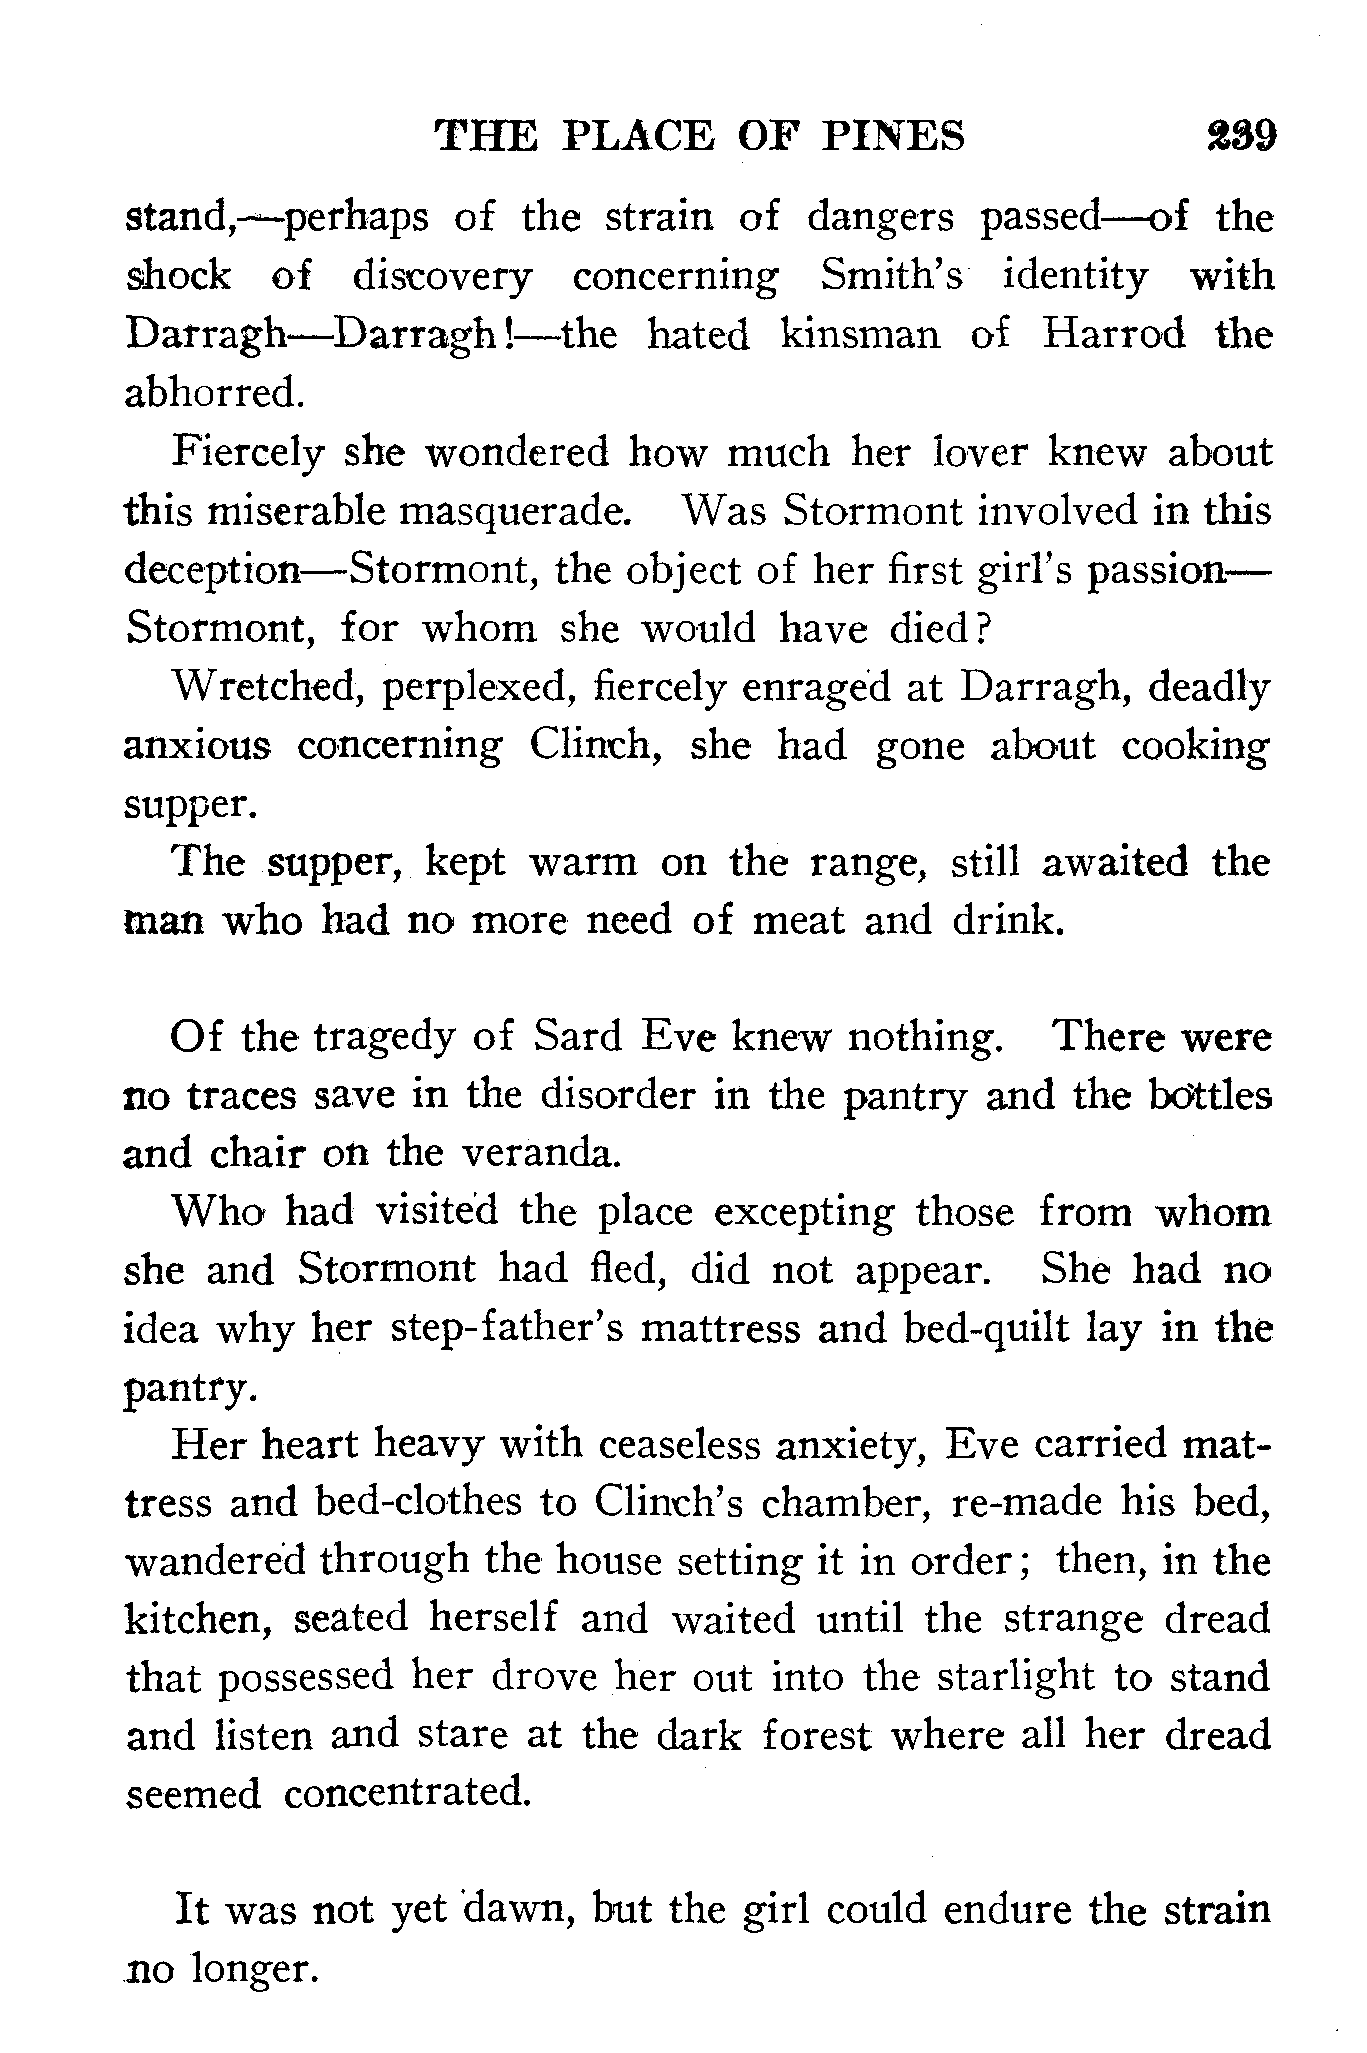 THE PLACE OF PINES 239
stand,—perhaps of the strain of dangers passed—of the
shock of discovery concerning Smith's identity with
Darragh—Darragh!—the hated kinsman of Harrod the
abhorred.
Fiercely she wondered how much her lover knew about
this miserable masquerade. Was Stormont involved in this
deception—Stormont, the object of her first girl's passion—
Stormont, for whom she would have died?
Wretched, perplexed, fiercely enraged at Darragh, deadly
anxious concerning Clinch, she had gone about cooking
supper.
The supper, kept warm on the range, still awaited the
man who had no more need of meat and drink.
Of the tragedy of Sard Eve knew nothing. There were
no traces save in the disorder in the pantry and the bottles
and chair on the veranda.
Who had visited the place excepting those from whom
she and Stormont had fled, did not appear. She had no
idea why her step-father's mattress and bed-quilt lay in the
pantry.
Her heart heavy with ceaseless anxiety, Eve carried mat-
tress and bed-clothes to Clinch's chamber, re-made his bed,
wandered through the house setting it in order; then, in the
kitchen, seated herself and waited until the strange dread
that possessed her drove her out into the starlight to stand
and listen and stare at the dark forest where all her dread
seemed concentrated.
It was not yet dawn, but the girl could endure the strain
no longer.